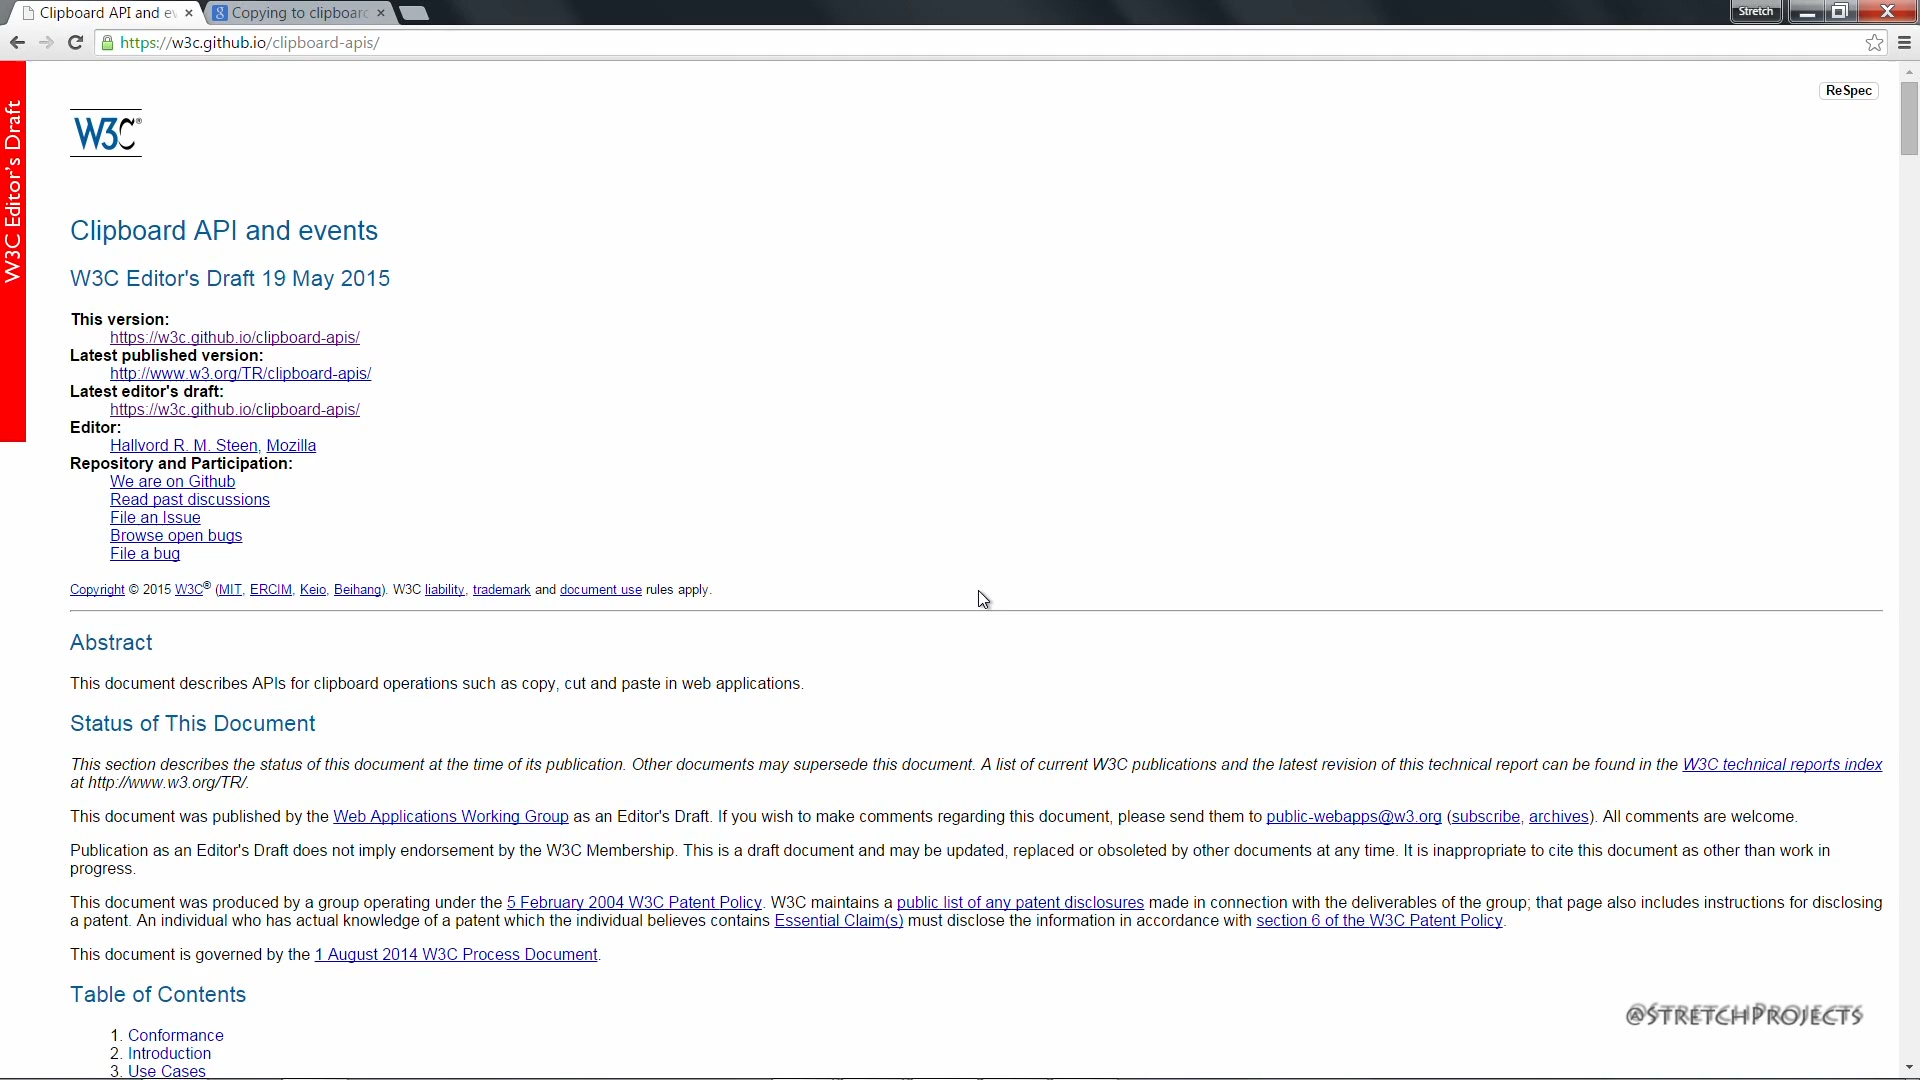 Clipboard API and ev
Copying to clipboard
Stretch
https://w3c.github.io/clipboard-apis/
ReSpec
W3C Editor's Draft
W3C®
Clipboard API and events
W3C Editor's Draft 19 May 2015
This version:
https://w3c.github.io/clipboard-apis/
Latest published version:
http://www.w3.org/TR/clipboard-apis/
Latest editor's draft:
https://w3c.github.io/clipboard-apis/
Editor:
Hallvord R. M. Steen, Mozilla
Repository and Participation:
We are on Github
Read past discussions
File an Issue
Browse open bugs
File a bug
Copyright © 2015 W3C® (MIT, ERCIM, Keio, Beihang). W3C liability, trademark and document use rules apply.
Abstract
This document describes APIs for clipboard operations such as copy, cut and paste in web applications.
Status of This Document
This section describes the status of this document at the time of its publication. Other documents may supersede this document. A list of current W3C publications and the latest revision of this technical report can be found in the W3C technical reports index
at http://www.w3.org/TR/.
This document was published by the Web Applications Working Group as an Editor's Draft. If you wish to make comments regarding this document, please send them to public-webapps@w3.org (subscribe, archives). All comments are welcome.
Publication as an Editor's Draft does not imply endorsement by the W3C Membership. This is a draft document and may be updated, replaced or obsoleted by other documents at any time. It is inappropriate to cite this document as other than work in
progress.
This document was produced by a group operating under the 5 February 2004 W3C Patent Policy. W3C maintains a public list of any patent disclosures made in connection with the deliverables of the group; that page also includes instructions for disclosing
a patent. An individual who has actual knowledge of a patent which the individual believes contains Essential Claim(s) must disclose the information in accordance with section 6 of the W3C Patent Policy.
This document is governed by the 1 August 2014 W3C Process Document.
Table of Contents
1. Conformance
2. Introduction
3. Use Cases
@StretchProjects